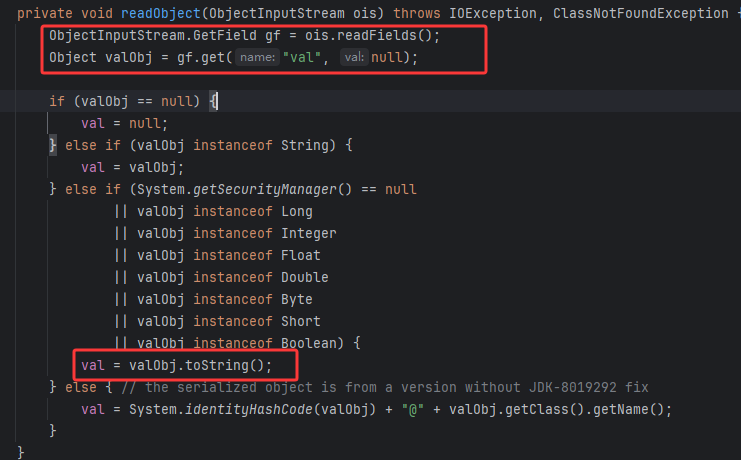 private void readObject(ObjectInputStream ois) throws IOException, ClassNotFoundException {
ObjectInputStream.GetField gf = ois.readFields();
Object valObj = gf.get( name: "val", val: null);
if (valObj == null) {
val = null;
} else if (valObj instanceof String) {
val = valObj;
} else if (System.getSecurityManager() == null
|| valObj instanceof Long
|| valObj instanceof Integer
|| valObj instanceof Float
|| valObj instanceof Double
|| valObj instanceof Byte
|| valObj instanceof Short
|| valObj instanceof Boolean) {
val = valObj.toString();
} else { // the serialized object is from a version without JDK-8019292 fix
val = System.identityHashCode(valObj) + "@" + valObj.getClass().getName();
}
}